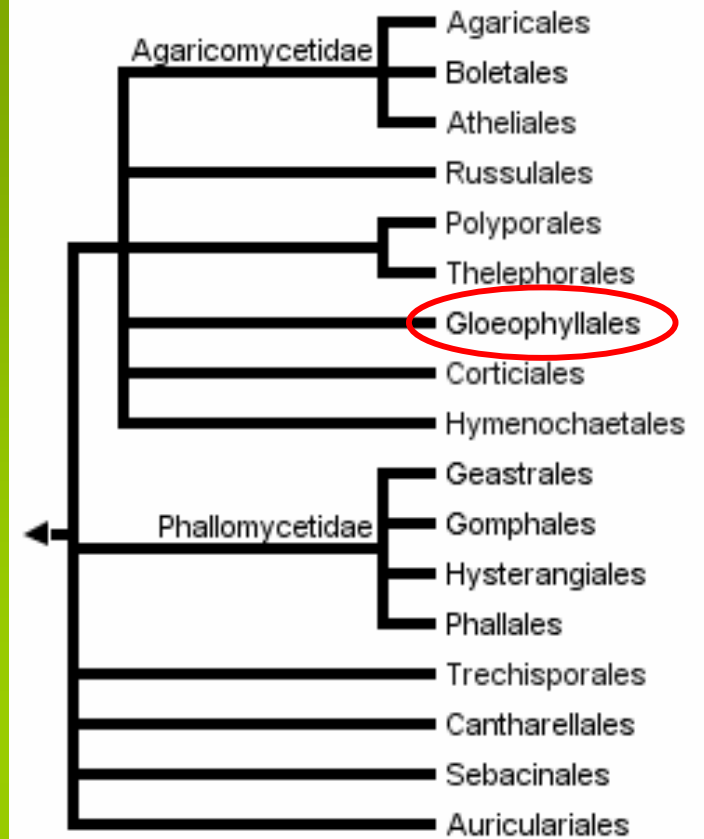 Agaricomycetidae
Agaricales
Boletales
Atheliales
Russulales
Polyporales
Thelephorales
Gloeophyllales
Corticiales
Hymenochaetales
Phallomycetidae
Geastrales
Gomphales
Hysterangiales
Phallales
Trechisporales
Cantharellales
Sebacinales
Auriculariales